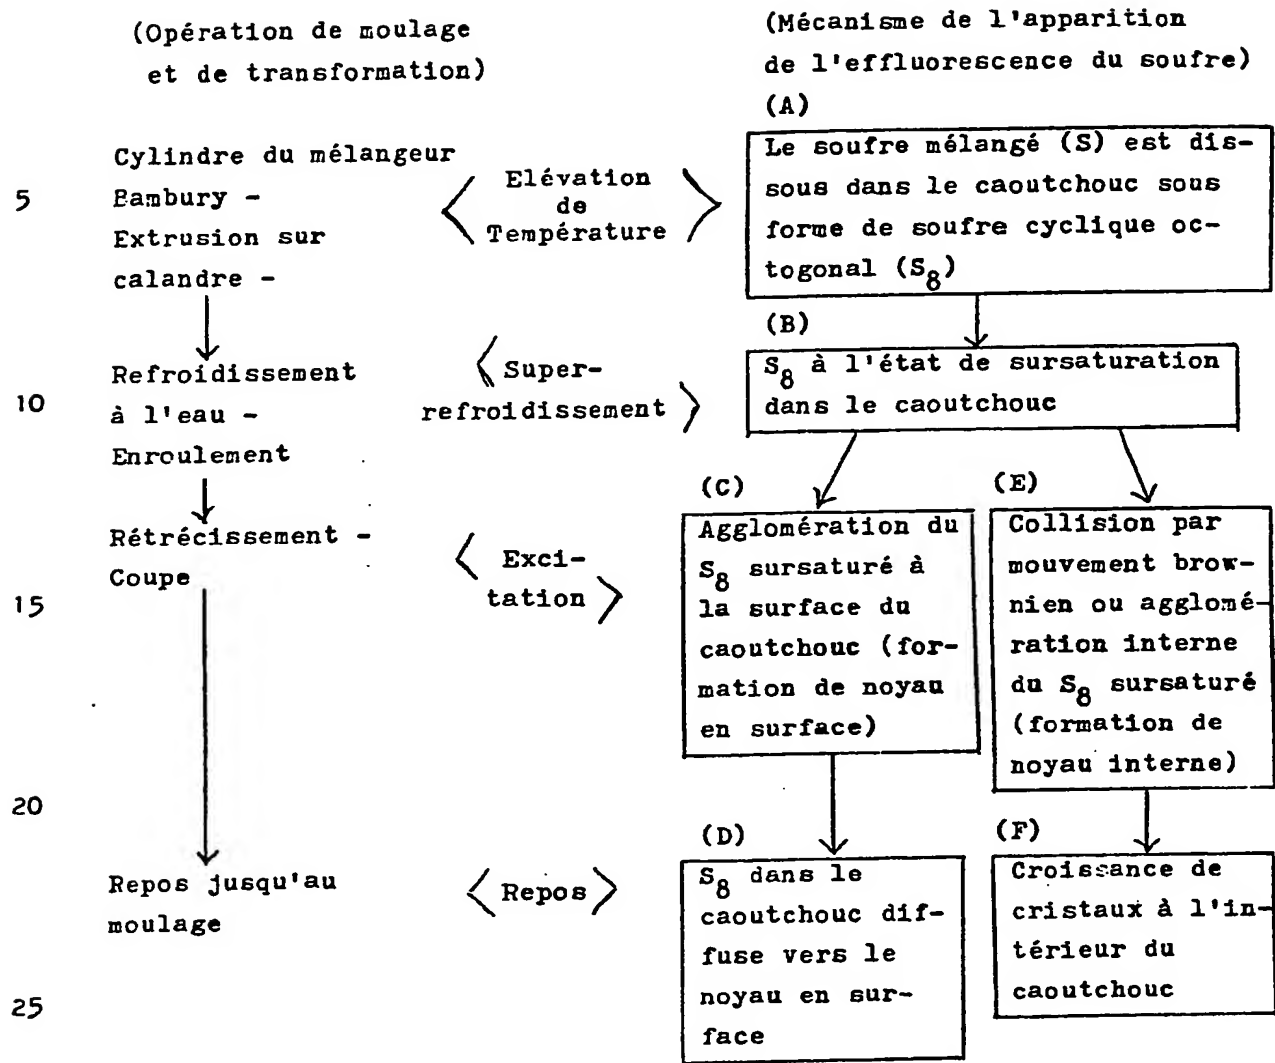 (Opération de moulage
et de transformation)
(Mécanisme de l'apparition
de l'effluorescence du soufre)
(A)
Cylindre du mélangeur
5 Bambury -
Extrusion sur
calandre -
< Elévation
de
Température >
Le soufre mélangé (S) est dis-
sous dans le caoutchouc sous
forme de soufre cyclique oc-
togonal (S8)
(B)
Refroidissement
10 à l'eau -
Enroulement
< Super-
refroidissement >
S8 à l'état de sursaturation
dans le caoutchouc
Rétrécissement -
Coupe
15
< Exci-
tation >
(C)
Agglomération du
S8 sursaturé à
la surface du
caoutchouc (for-
mation de noyau
en surface)
(E)
Collision par
mouvement brow-
nien ou agglomé-
ration interne
du S8 sursaturé
(formation de
noyau interne)
20
Repos jusqu'au
moulage
< Repos >
(D)
S8 dans le
caoutchouc dif-
fuse vers le
noyau en sur-
face
(F)
Croissance de
cristaux à l'in-
térieur du
caoutchouc
25